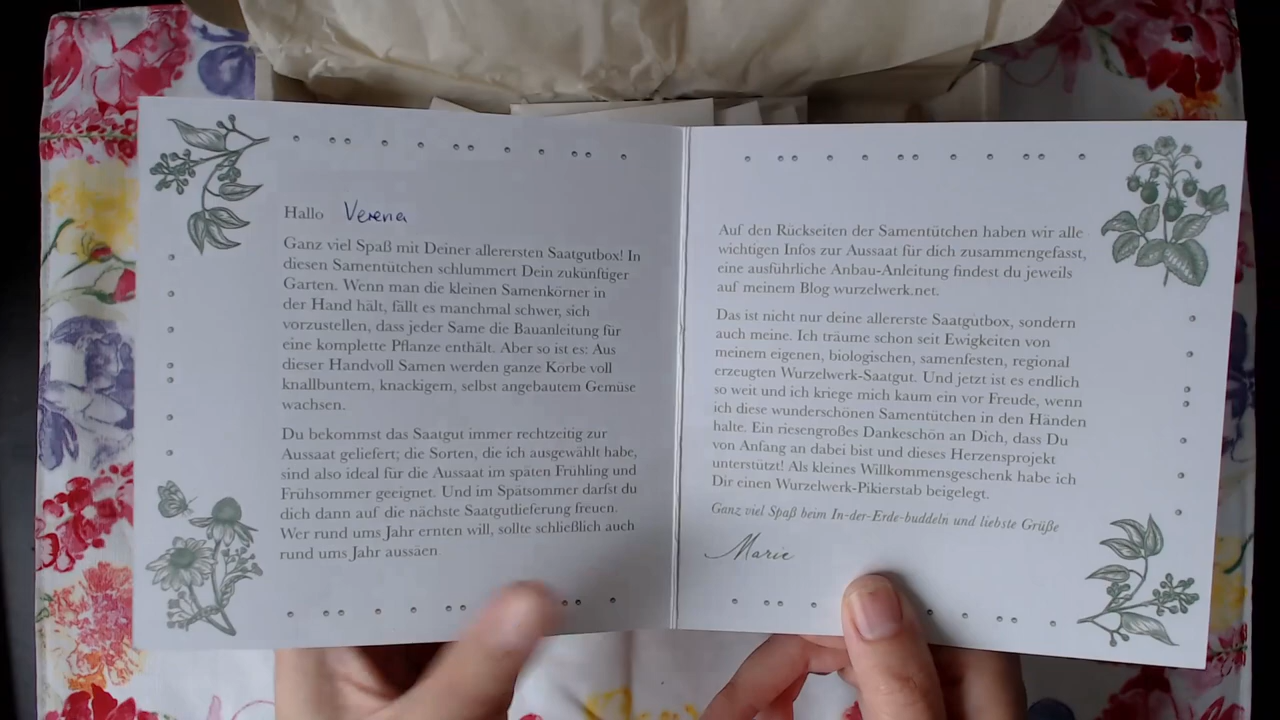 Hallo Verena
Ganz viel Spaß mit Deiner allerersten Saatgutbox! In
diesen Samentütchen schlummert Dein zukünftiger
Garten. Wenn man die kleinen Samenkörner in
der Hand hält, fällt es manchmal schwer, sich
vorzustellen, dass jeder Same die Bauanleitung für
eine komplette Pflanze enthält. Aber so ist es: Aus
dieser Handvoll Samen werden ganze Körbe voll
knallbuntem, knackigem, selbst angebautem Gemüse
wachsen.
Du bekommst das Saatgut immer rechtzeitig zur
Aussaat geliefert; die Sorten, die ich ausgewählt habe,
sind also ideal für die Aussaat im späten Frühling und
Frühsommer geeignet. Und im Spätsommer darfst du
dich dann auf die nächste Saatgutlieferung freuen.
Wer rund ums Jahr ernten will, sollte schließlich auch
rund ums Jahr aussäen
Auf den Rückseiten der Samentütchen haben wir alle
wichtigen Infos zur Aussaat für dich zusammengefasst,
eine ausführliche Anbau-Anleitung findest du jeweils
auf meinem Blog wurzelwerk.net.
Das ist nicht nur deine allererste Saatgutbox, sondern
auch meine. Ich träume schon seit Ewigkeiten von
meinem eigenen, biologischen, samenfesten, regional
erzeugten Wurzelwerk-Saatgut. Und jetzt ist es endlich
so weit und ich kriege mich kaum ein vor Freude, wenn
ich diese wunderschönen Samentütchen in den Händen
halte. Ein riesengroßes Dankeschön an Dich, dass Du
von Anfang an dabei bist und dieses Herzensprojekt
unterstützt! Als kleines Willkommensgeschenk habe ich
Dir einen Wurzelwerk-Pikierstab beigelegt.
Ganz viel Spaß beim In-der-Erde-buddeln und liebste Grüße
Marie